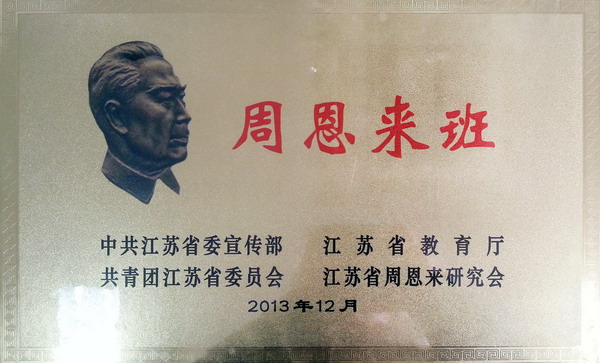 周恩来班
中共江苏省委宣传部 江苏省教育厅
共青团江苏省委员会 江苏省周恩来研究会
2013年12月